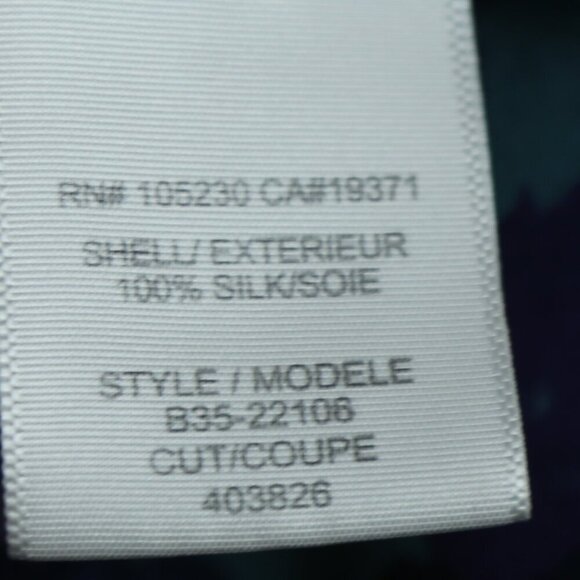 RN# 105230 CA#19371
SHELL/ EXTERIEUR
100% SILK/SOIE
STYLE / MODELE
B35-22106
CUT/COUPE
403826